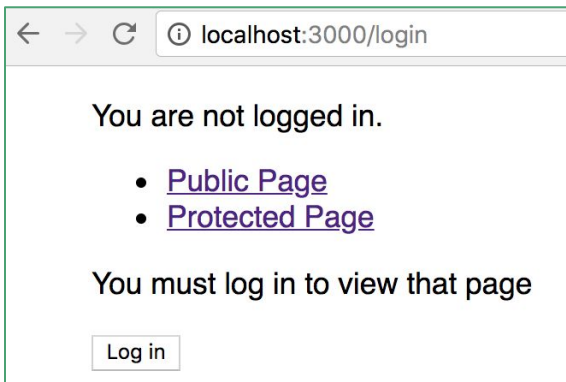 localhost:3000/login
You are not logged in.
Public Page
Protected Page
You must log in to view that page
Log in